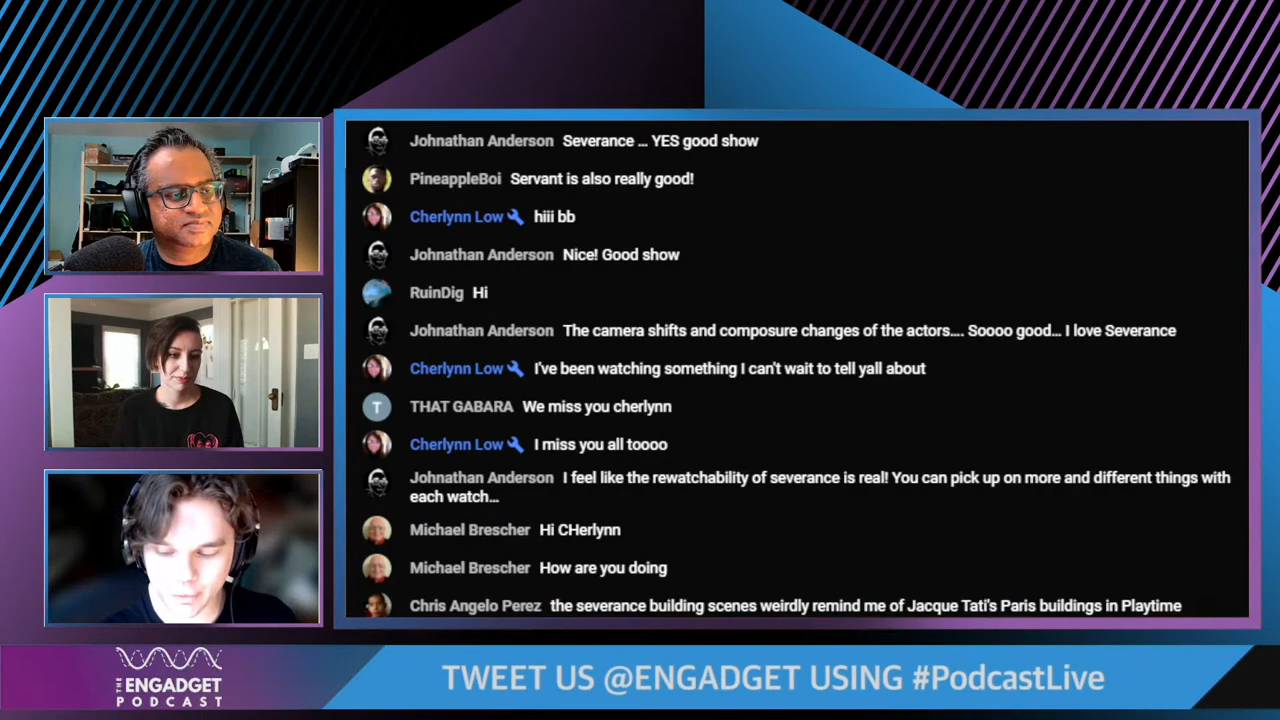 Johnathan Anderson Severance ... YES good show
PineappleBoi Servant is also really good!
Cherlynn Low hiii bb
Johnathan Anderson Nice! Good show
RuinDig Hi
Johnathan Anderson The camera shifts and composure changes of the actors.... Soooo good... I love Severance
Cherlynn Low I've been watching something I can't wait to tell yall about
T THAT GABARA We miss you cherlynn
Cherlynn Low I miss you all toooo
Johnathan Anderson I feel like the rewatchability of severance is real! You can pick up on more and different things with
each watch...
Michael Brescher Hi CHerlynn
Michael Brescher How are you doing
Chris Angelo Perez the severance building scenes weirdly remind me of Jacque Tati's Paris buildings in Playtime
THE ENGADGET
PODCAST
TWEET US @ENGADGET USING #PodcastLive